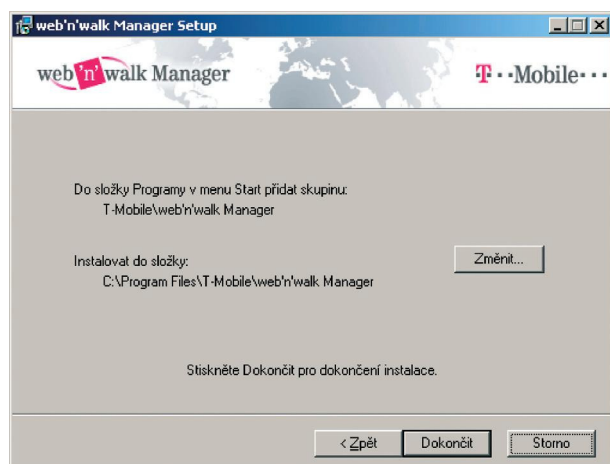 web'n'walk Manager Setup
web'n'walk Manager
T··Mobile···
Do složky Programy v menu Start přidat skupinu:
T-Mobile\web'n'walk Manager
Instalovat do složky:
Změnit...
C:\Program Files\T-Mobile\web'n'walk Manager
Stiskněte Dokončit pro dokončení instalace.
< Zpět
Dokončit
Storno